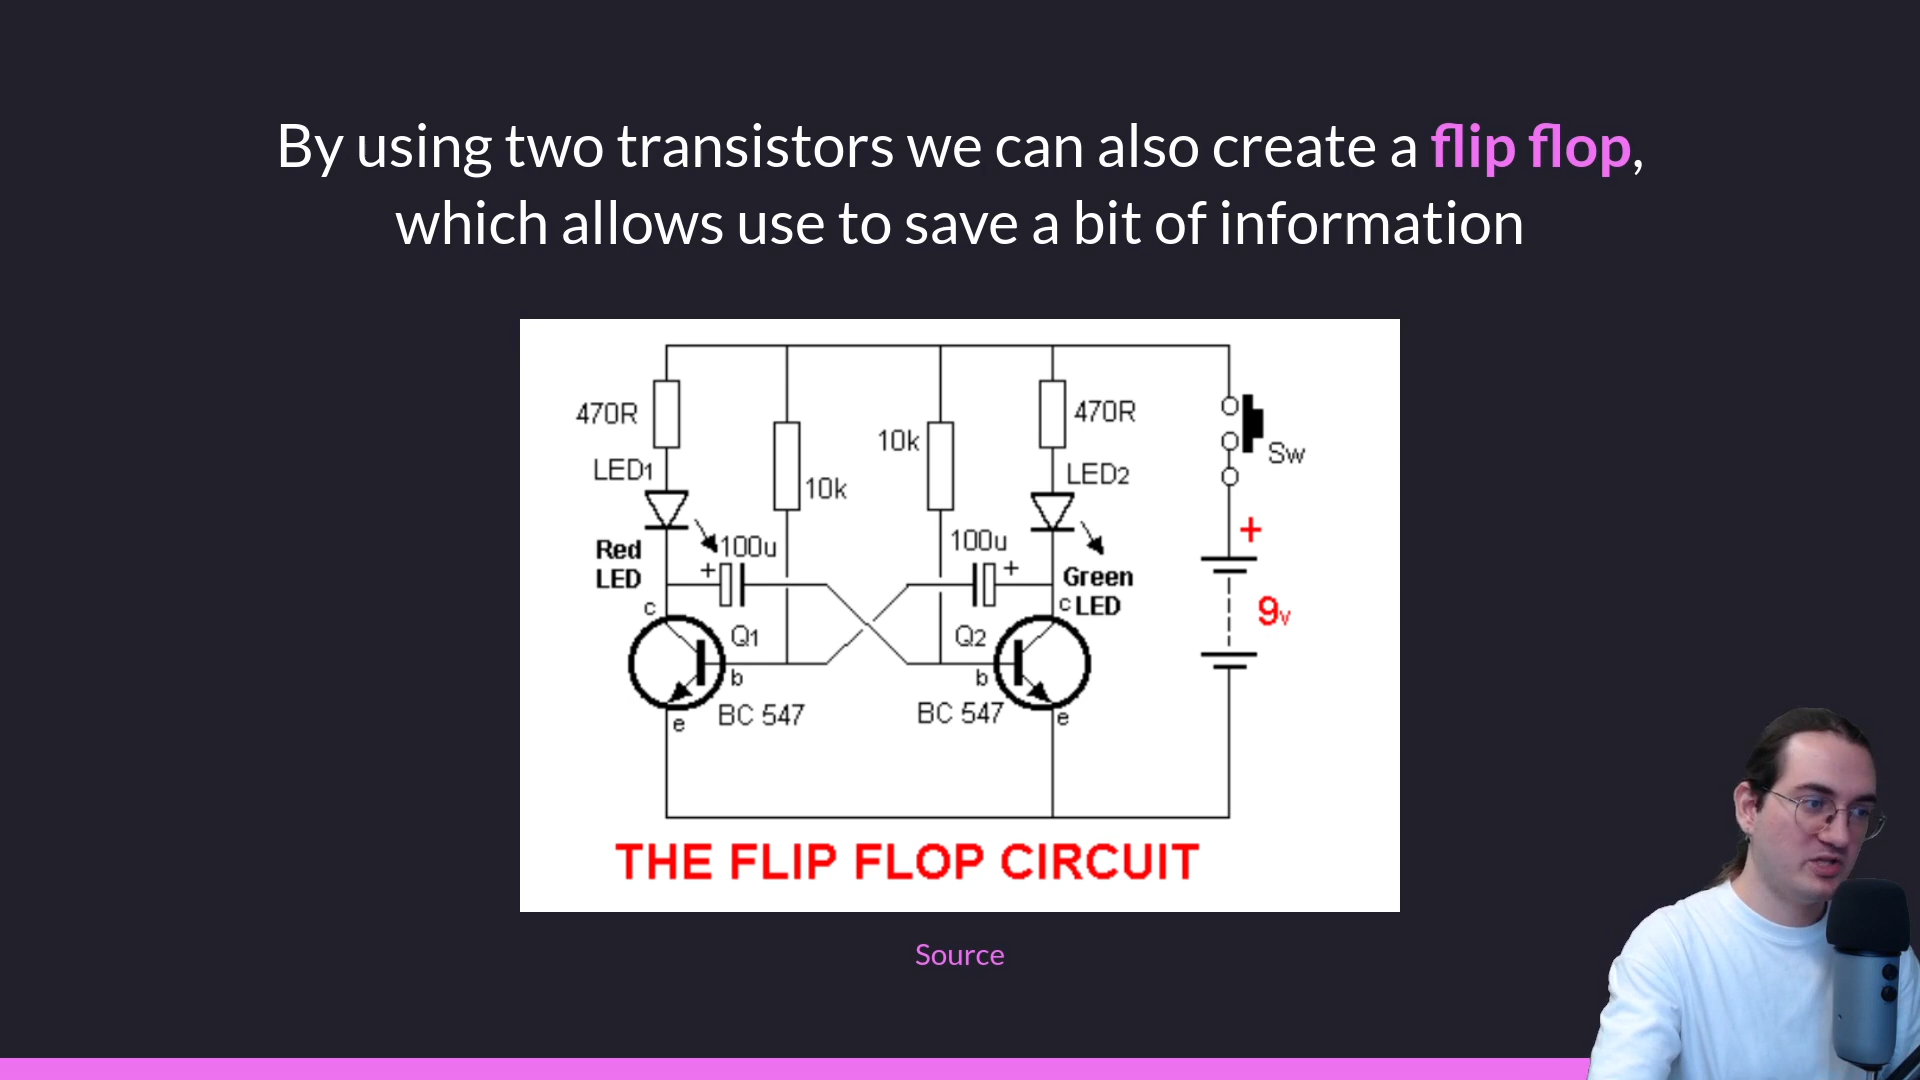 By using two transistors we can also create a flip flop,
which allows use to save a bit of information
470R
10k
10k
470R
Sw
LED1
LED2
+
Red
LED
+
100u
100u
+
Green
LED
9v
c
c
Q1
Q2
b
b
e
BC 547
BC 547
e
THE FLIP FLOP CIRCUIT
Source